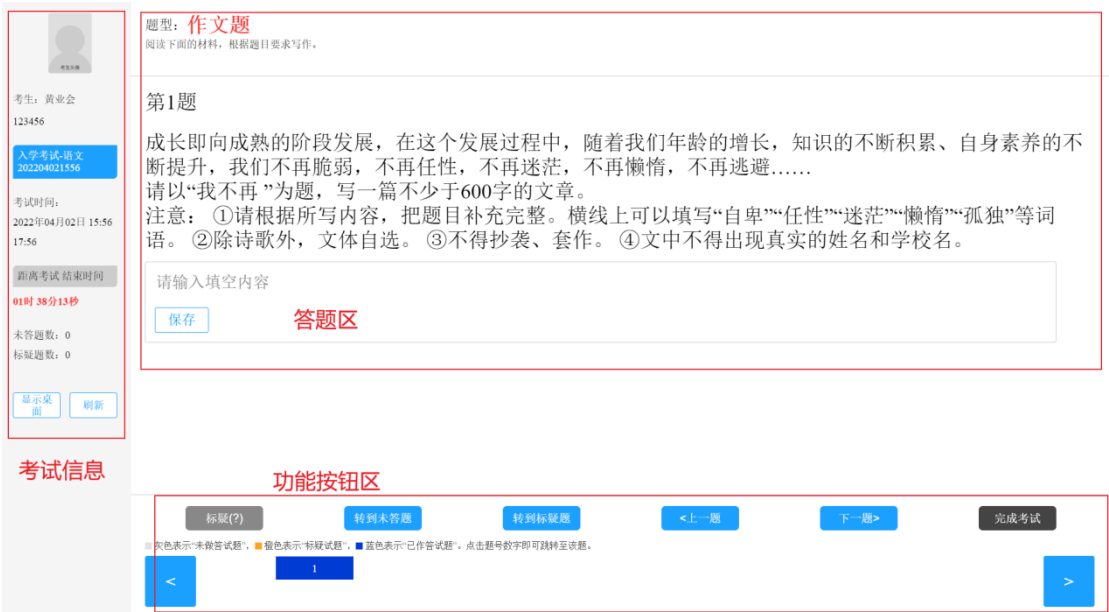 考生头像
考生：黄业会
123456
入学考试-语文
202204021556
考试时间：
2022年04月02日 15:56
17:56
距离考试 结束时间
01时 38分13秒
未答题数：0
标疑题数：0
显示桌
面
刷新
考试信息
题型：作文题
阅读下面的材料，根据题目要求写作。
第1题
成长即向成熟的阶段发展，在这个发展过程中，随着我们年龄的增长，知识的不断积累、自身素养的不
断提升，我们不再脆弱，不再任性，不再迷茫，不再懒惰，不再逃避……
请以“我不再 ”为题，写一篇不少于600字的文章。
注意： ①请根据所写内容，把题目补充完整。横线上可以填写“自卑”“任性”“迷茫”“懒惰”“孤独”等词
语。 ②除诗歌外，文体自选。 ③不得抄袭、套作。 ④文中不得出现真实的姓名和学校名。
请输入填空内容
保存
答题区
功能按钮区
标疑(?)
转到未答题
转到标疑题
<上一题
下一题>
完成考试
灰色表示“未做答试题”，橙色表示“标疑试题”，蓝色表示“已作答试题”。点击题号数字即可跳转至该题。
<
1
>